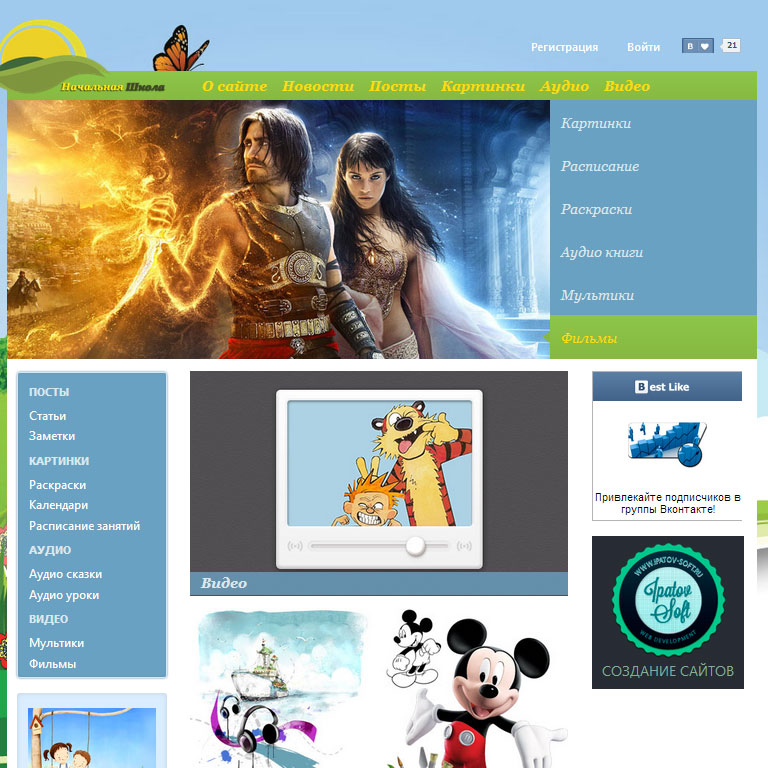 Регистрация
Войти
В
21
Начальная Школа
О сайте
Новости
Посты
Картинки
Аудио
Видео
Картинки
Расписание
Раскраски
Аудио книги
Мультики
Фильмы
ПОСТЫ
Статьи
Заметки
КАРТИНКИ
Раскраски
Календари
Расписание занятий
АУДИО
Аудио сказки
Аудио уроки
ВИДЕО
Мультики
Фильмы
Видео
Best Like
Привлекайте подписчиков в
группы Вконтакте!
WWW.IPATOV-SOFT.RU
Ipatov
Soft
WEB DEVELOPMENT
СОЗДАНИЕ САЙТОВ